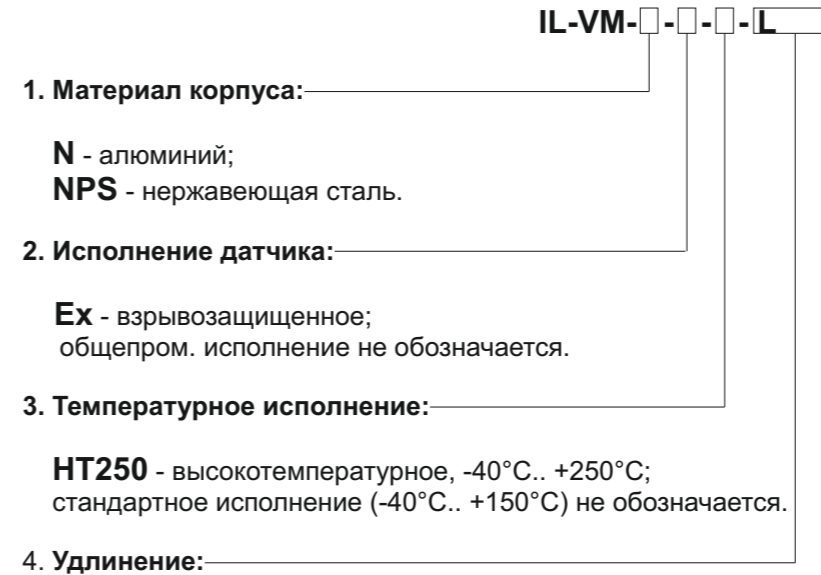 IL-VM-□-□-□-L
1. Материал корпуса:
N - алюминий;
NPS - нержавеющая сталь.
2. Исполнение датчика:
Ex - взрывозащищенное;
общепром. исполнение не обозначается.
3. Температурное исполнение:
HT250 - высокотемпературное, -40°C.. +250°C;
стандартное исполнение (-40°C.. +150°C) не обозначается.
4. Удлинение: